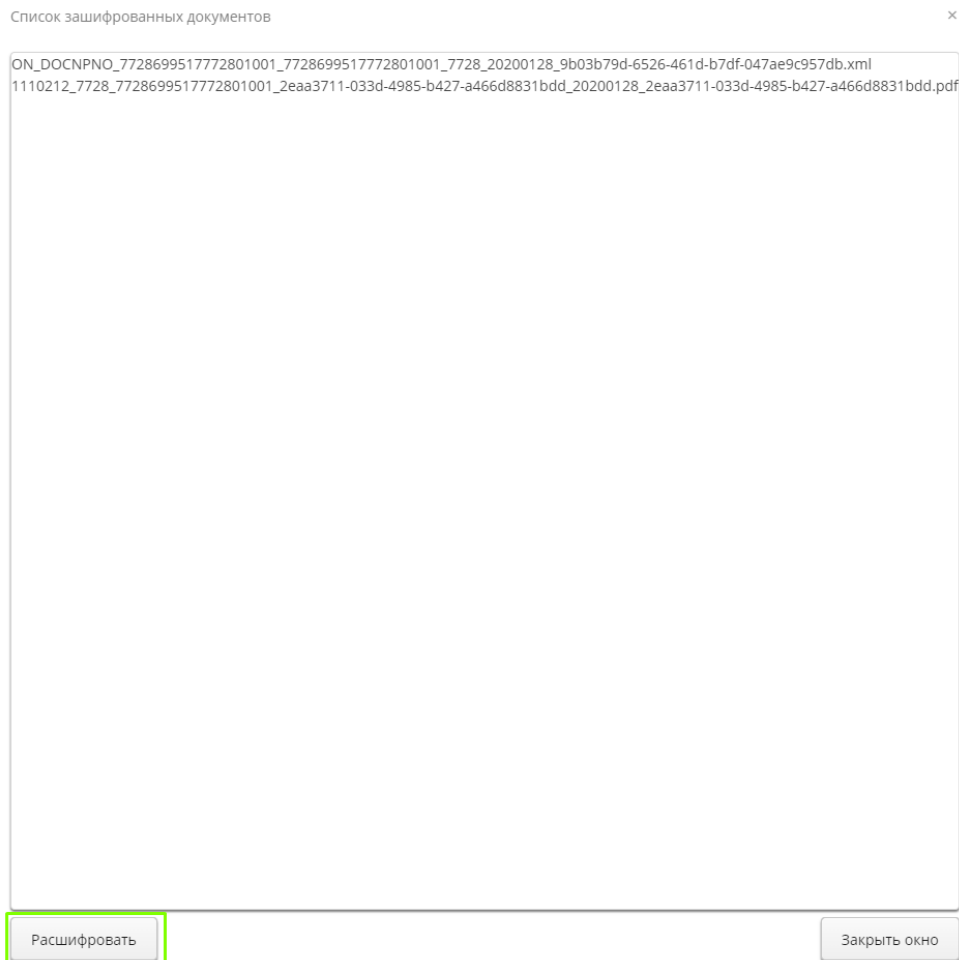 Список зашифрованных документов
×
ON_DOCNPNO_7728699517772801001_7728699517772801001_7728_20200128_9b03b79d-6526-461d-b7df-047ae9c957db.xml
1110212_7728_7728699517772801001_2eaa3711-033d-4985-b427-a466d8831bdd_20200128_2eaa3711-033d-4985-b427-a466d8831bdd.pdf
Расшифровать
Закрыть окно